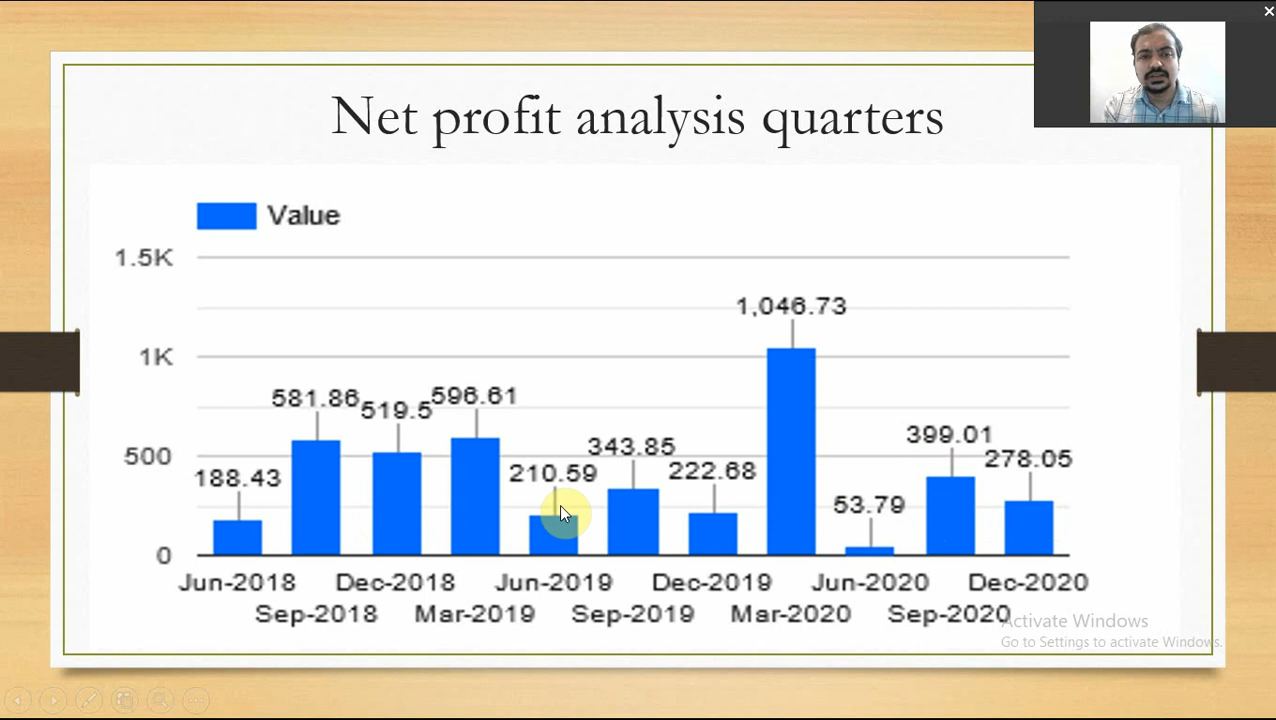 Net profit analysis quarters
Value
1.5K
1K
500
0
188.43
581.86
519.5
596.61
210.59
343.85
222.68
1,046.73
53.79
399.01
278.05
Jun-2018
Sep-2018
Dec-2018
Mar-2019
Jun-2019
Sep-2019
Dec-2019
Mar-2020
Jun-2020
Sep-2020
Dec-2020
Activate Windows
Go to Settings to activate Windows.